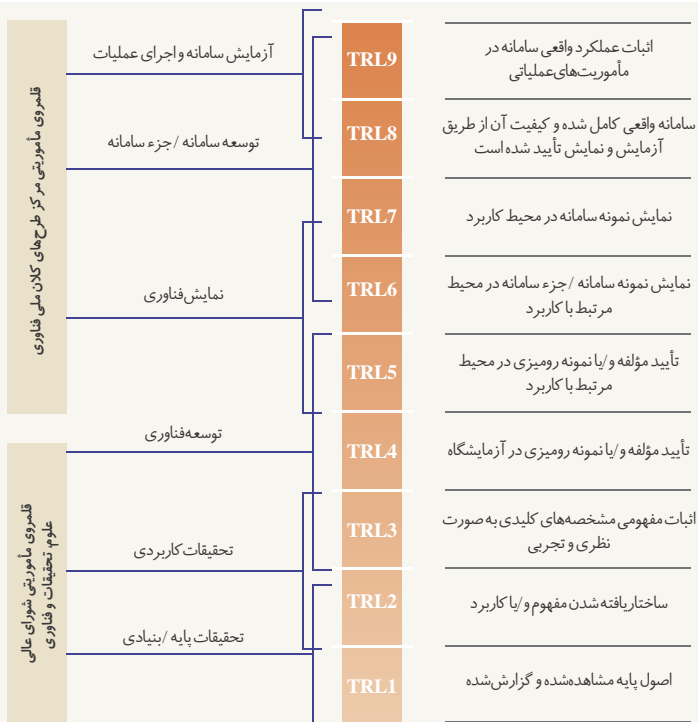 اثبات عملکرد واقعی سامانه در
مأموریت‌های‌عملیاتی
TRL9
آزمایش سامانه و اجرای عملیات
سامانه واقعی کامل شده و کیفیت آن از طریق
آزمایش و نمایش تأیید شده است
TRL8
توسعه سامانه / جزء سامانه
نمایش نمونه سامانه در محیط کاربرد
TRL7
نمایش نمونه سامانه / جزء سامانه در محیط
مرتبط با کاربرد
TRL6
نمایش‌فناوری
تأیید مؤلفه و/یا نمونه رومیزی در محیط
مرتبط با کاربرد
TRL5
تأیید مؤلفه و/یا نمونه رومیزی در آزمایشگاه
TRL4
توسعه‌فناوری
اثبات مفهومی مشخصه‌های کلیدی به صورت
نظری و تجربی
TRL3
تحقیقات کاربردی
ساختاریافته شدن مفهوم و/یا کاربرد
TRL2
تحقیقات پایه / بنیادی
اصول پایه مشاهده‌شده و گزارش‌شده
TRL1
قلمروی مأموریتی مرکز طرح‌های کلان ملی فناوری
قلمروی مأموریتی شورای عالی
علوم، تحقیقات و فناوری